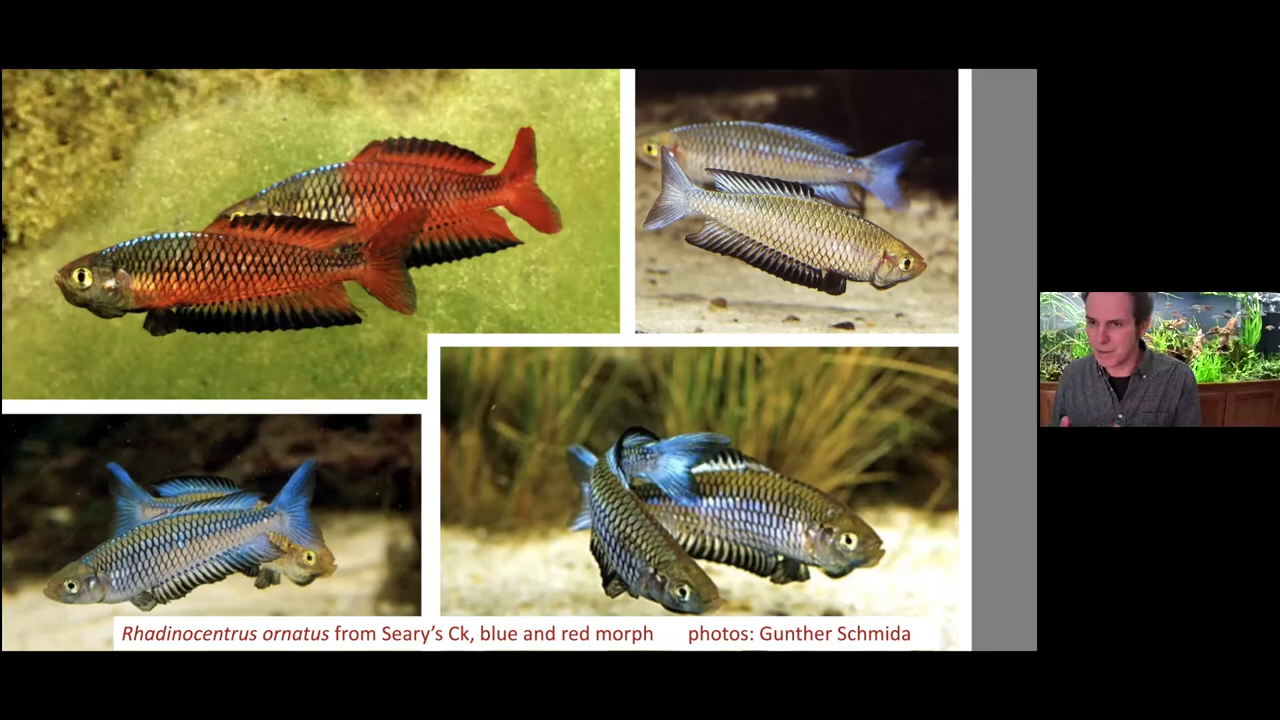 Rhadinocentrus ornatus from Seary's Ck, blue and red morph photos: Gunther Schmida